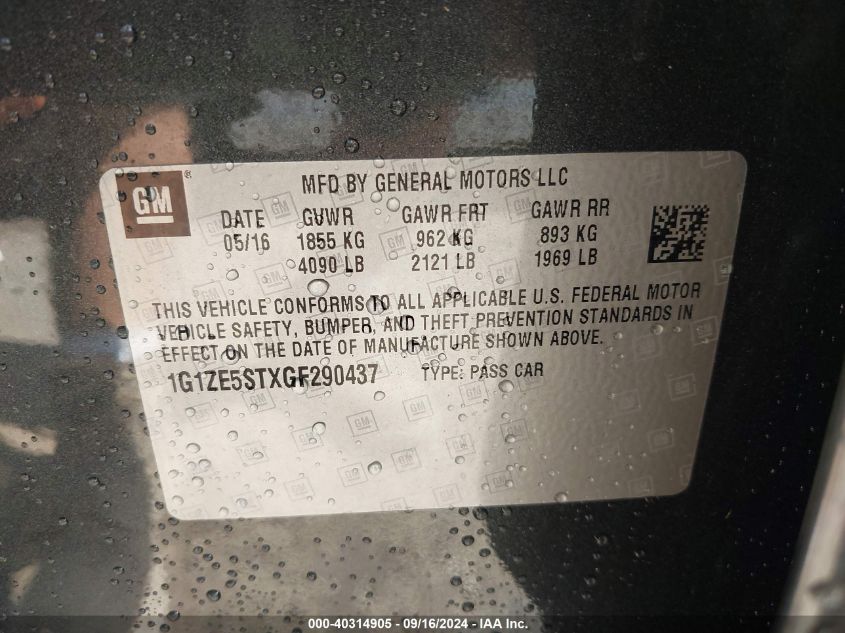 GM ®
MFD BY GENERAL MOTORS LLC
DATE GVWR GAWR FRT GAWR RR
05/16 1855 KG 962 KG 893 KG
4090 LB 2121 LB 1969 LB
THIS VEHICLE CONFORMS TO ALL APPLICABLE U.S. FEDERAL MOTOR
VEHICLE SAFETY, BUMPER, AND THEFT PREVENTION STANDARDS IN
EFFECT ON THE DATE OF MANUFACTURE SHOWN ABOVE.
1G1ZE5STXGF290437 TYPE: PASS CAR
000-40314905 - 09/16/2024 - IAA Inc.